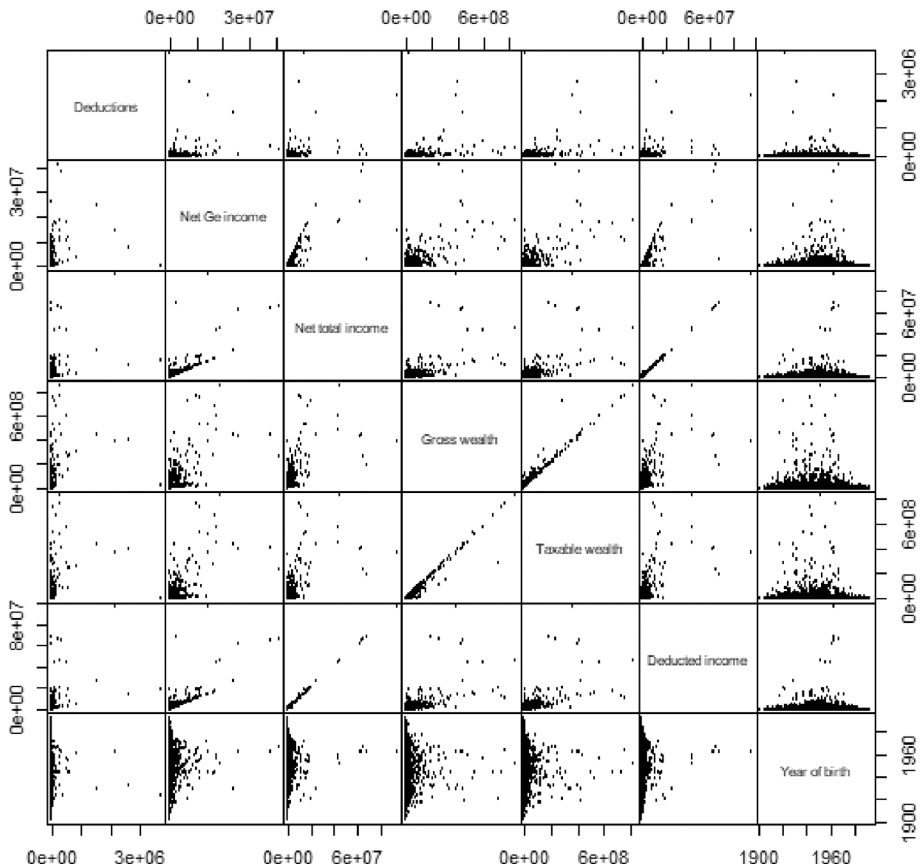 0e+00 3e+07 0e+00 6e+08 0e+00 6e+07
Deductions
0e+00 3e+06
Net Ge income
0e+00 3e+07
Net total income
0e+00 6e+07
Gross wealth
0e+00 6e+08
Taxable wealth
0e+00 6e+08
Deducted income
0e+00 8e+07
Year of birth
1900 1960
0e+00 3e+06 0e+00 6e+07 0e+00 6e+08 1900 1960